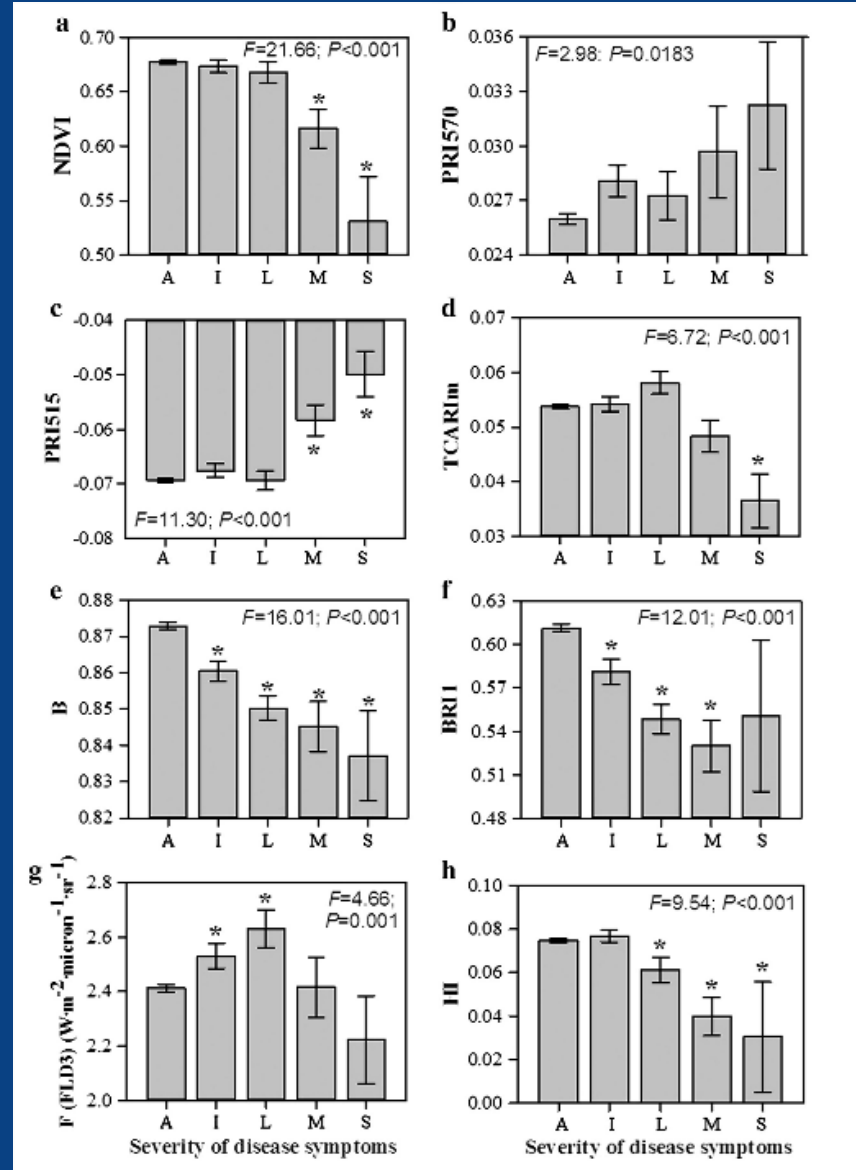 a
NDVI
0.70
0.65
0.60
0.55
0.50
F=21.66; P<0.001
*
*
A I L M S
b
PRI570
0.036
0.033
0.030
0.027
0.024
F=2.98: P=0.0183
A I L M S
c
PRI515
-0.04
-0.05
-0.06
-0.07
-0.08
*
*
F=11.30; P<0.001
A I L M S
d
TCARIm
0.07
0.06
0.05
0.04
0.03
F=6.72; P<0.001
*
A I L M S
e
B
0.88
0.87
0.86
0.85
0.84
0.83
0.82
F=16.01; P<0.001
* * * *
A I L M S
f
BRI1
0.63
0.60
0.57
0.54
0.51
0.48
F=12.01; P<0.001
* * *
A I L M S
g
F (FLD3) (W·m⁻²·micron⁻¹·sr⁻¹)
2.8
2.6
2.4
2.2
2.0
F=4.66;
P=0.001
* *
A I L M S
Severity of disease symptoms
h
HI
0.10
0.08
0.06
0.04
0.02
0.00
F=9.54; P<0.001
* * *
A I L M S
Severity of disease symptoms